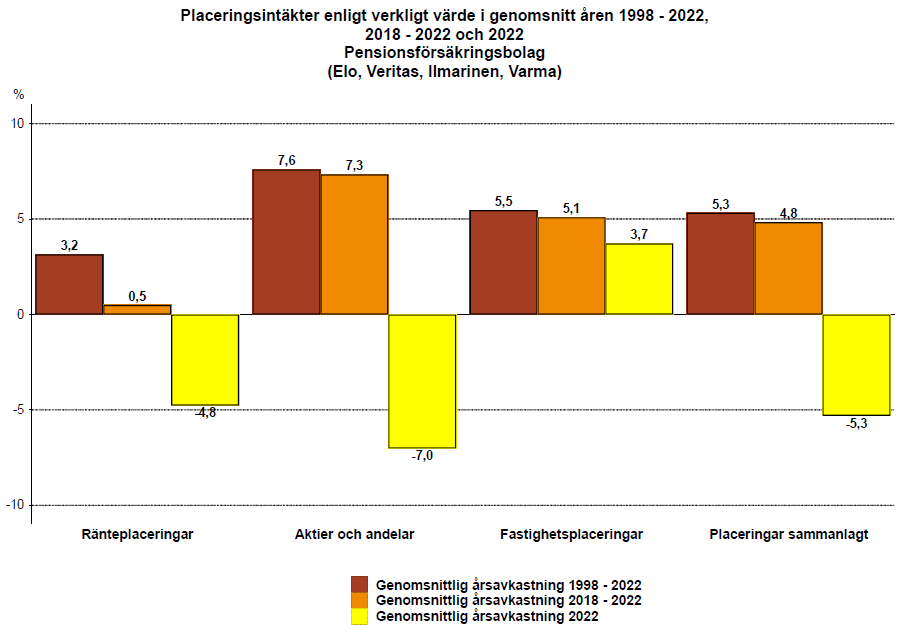 Placeringsintäkter enligt verkligt värde i genomsnitt åren 1998 - 2022,
2018 - 2022 och 2022
Pensionsförsäkringsbolag
(Elo, Veritas, Ilmarinen, Varma)
%
10
5
0
-5
-10
3,2
0,5
-4,8
7,6
7,3
-7,0
5,5
5,1
3,7
5,3
4,8
-5,3
Ränteplaceringar
Aktier och andelar
Fastighetsplaceringar
Placeringar sammanlagt
Genomsnittlig årsavkastning 1998 - 2022
Genomsnittlig årsavkastning 2018 - 2022
Genomsnittlig årsavkastning 2022